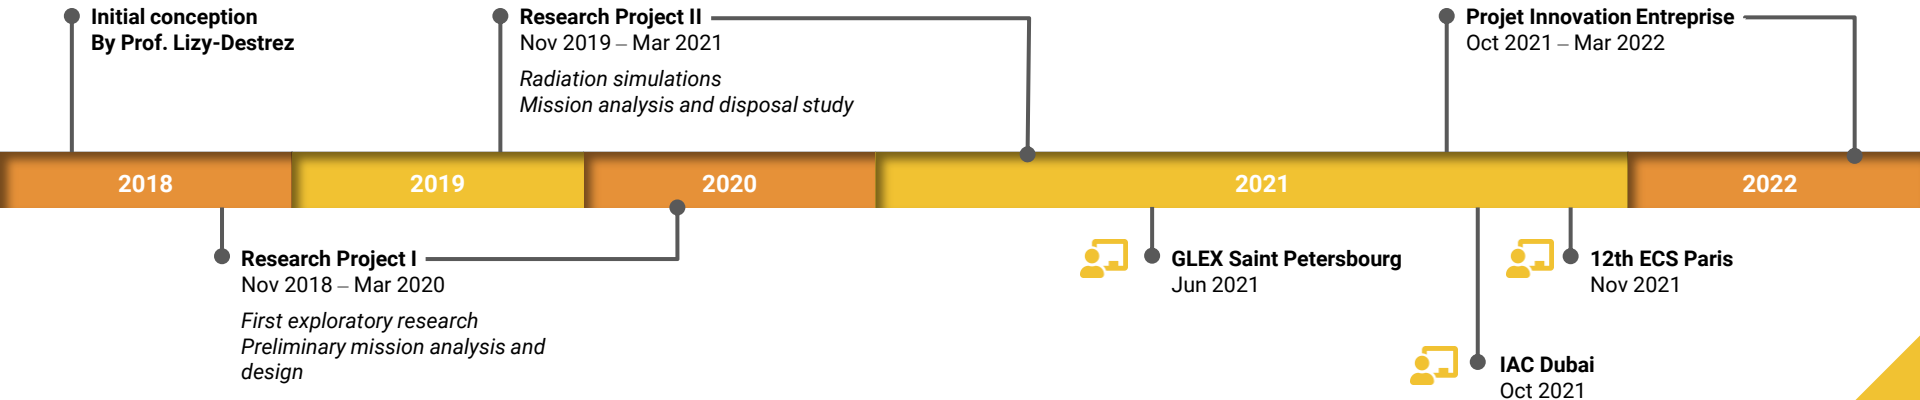 Initial conception
By Prof. Lizy-Destrez
Research Project II
Nov 2019 – Mar 2021
Radiation simulations
Mission analysis and disposal study
Projet Innovation Entreprise
Oct 2021 – Mar 2022
2018
2019
2020
2021
2022
Research Project I
Nov 2018 – Mar 2020
First exploratory research
Preliminary mission analysis and
design
GLEX Saint Petersbourg
Jun 2021
12th ECS Paris
Nov 2021
IAC Dubai
Oct 2021